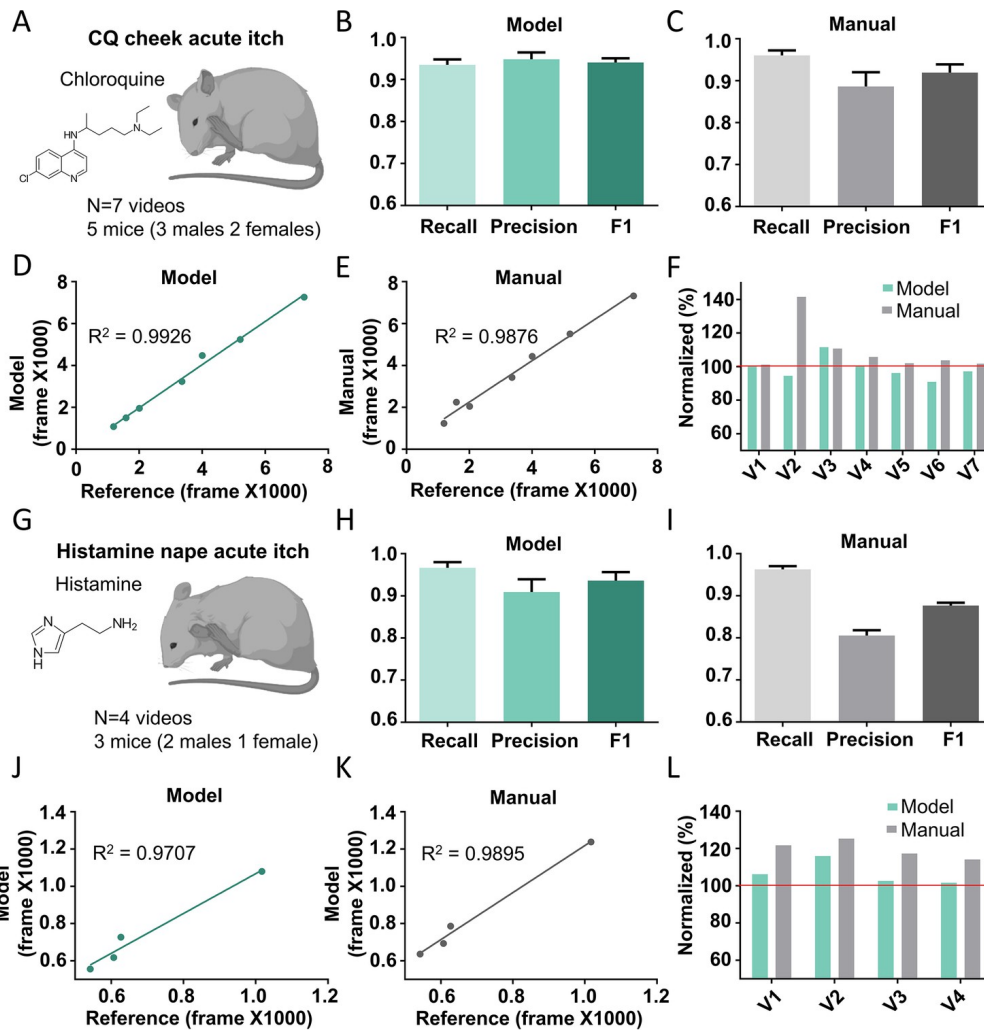 A
CQ cheek acute itch
Chloroquine
HN
N
Cl
N
N=7 videos
5 mice (3 males 2 females)
B
Model
1.0
0.9
0.8
0.7
0.6
Recall Precision F1
C
Manual
1.0
0.9
0.8
0.7
0.6
Recall Precision F1
D
Model
R² = 0.9926
Model
(frame X1000)
8
6
4
2
0
0 2 4 6 8
Reference (frame X1000)
E
Manual
R² = 0.9876
Manual
(frame X1000)
8
6
4
2
0
0 2 4 6 8
Reference (frame X1000)
F
Model
Manual
Normalized (%)
140
120
100
80
60
V1 V2 V3 V4 V5 V6 V7
G
Histamine nape acute itch
Histamine
N
NH₂
N
H
N=4 videos
3 mice (2 males 1 female)
H
Model
1.0
0.9
0.8
0.7
0.6
Recall Precision F1
I
Manual
1.0
0.9
0.8
0.7
0.6
Recall Precision F1
J
Model
R² = 0.9707
Model
(frame X1000)
1.4
1.2
1.0
0.8
0.6
0.6 0.8 1.0 1.2
Reference (frame X1000)
K
Manual
R² = 0.9895
Model
(frame X1000)
1.4
1.2
1.0
0.8
0.6
0.6 0.8 1.0 1.2
Reference (frame X1000)
L
Model
Manual
Normalized (%)
140
120
100
80
60
V1 V2 V3 V4